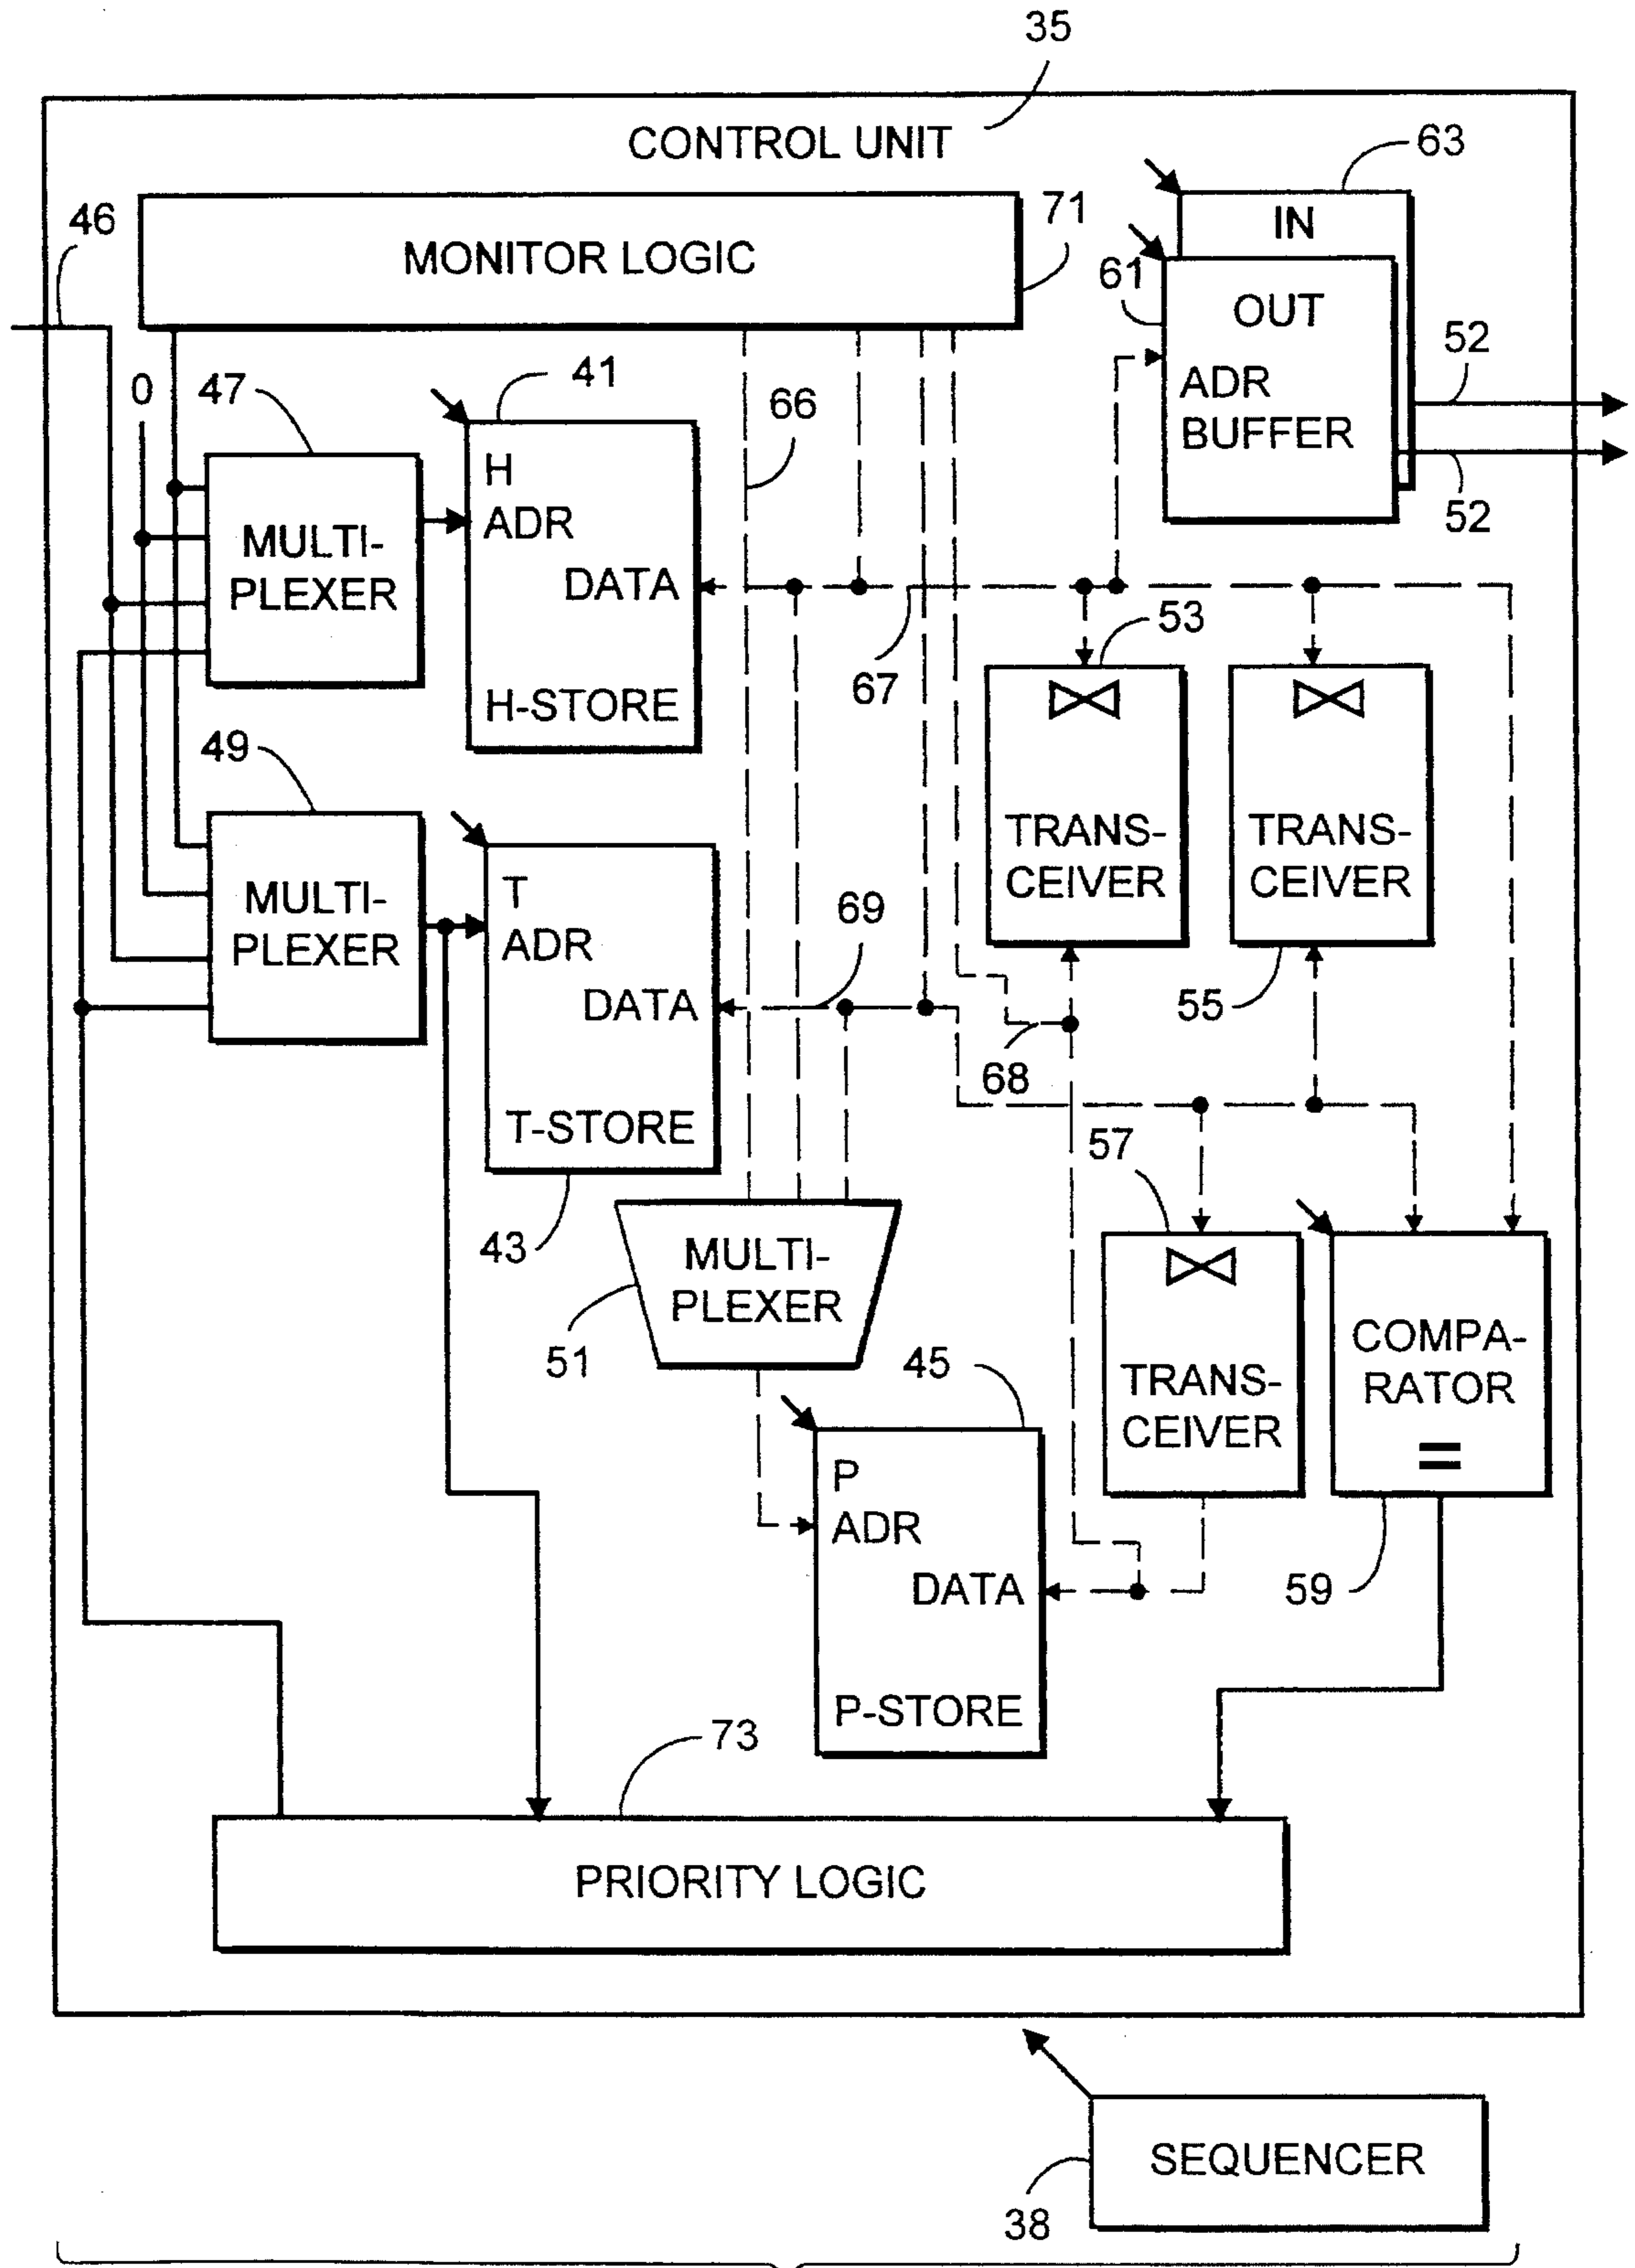 35
CONTROL UNIT
63
46
71
IN
MONITOR LOGIC
61
OUT
52
0
47
41
66
ADR
BUFFER
52
H
MULTI-
PLEXER
ADR
DATA
53
67
H-STORE
49
TRANS-
CEIVER
TRANS-
CEIVER
MULTI-
PLEXER
T
ADR
69
DATA
55
68
T-STORE
57
43
MULTI-
PLEXER
51
45
COMPA-
RATOR
=
TRANS-
CEIVER
P
ADR
DATA
59
P-STORE
73
PRIORITY LOGIC
SEQUENCER
38